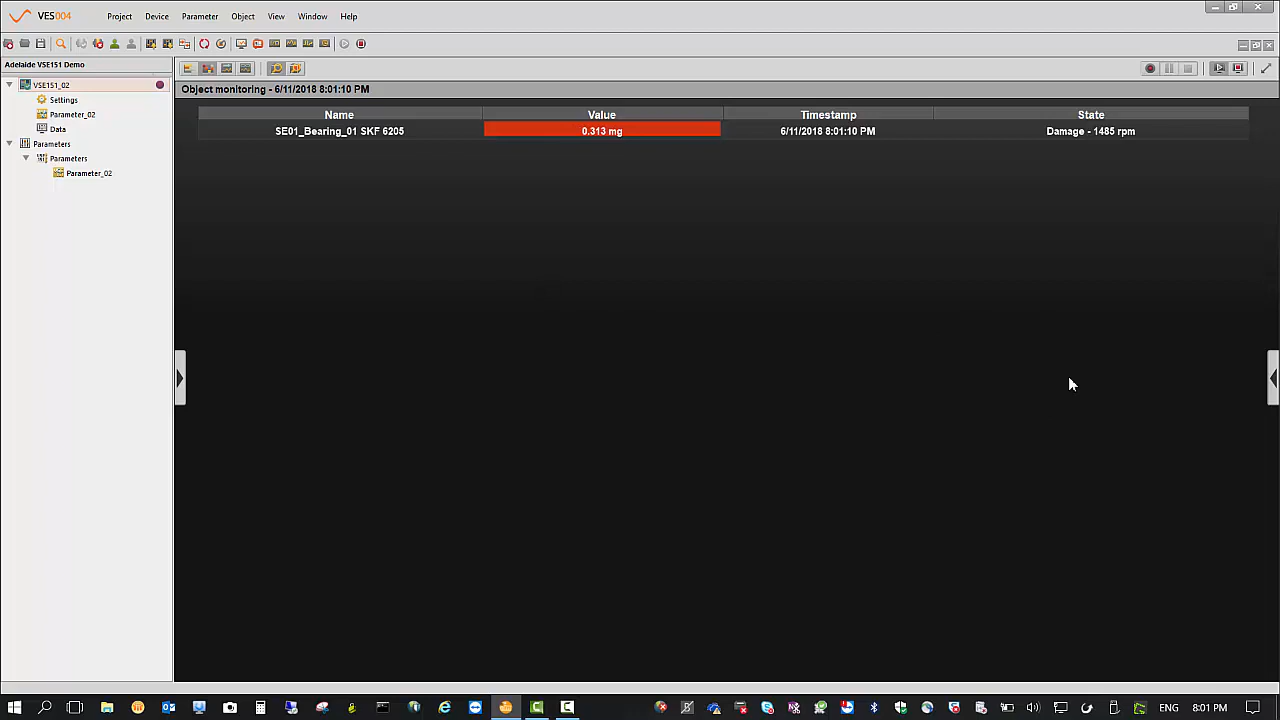 VES004 Project Device Parameter Object View Window Help
Adelaide VSE151 Demo
VSE151_02
Settings
Parameter_02
Data
Parameters
Parameters
Parameter_02
Object monitoring - 6/11/2018 8:01:10 PM
Name Value Timestamp State
SE01_Bearing_01 SKF 6205 0.313 mg 6/11/2018 8:01:10 PM Damage - 1485 rpm
ENG 8:01 PM